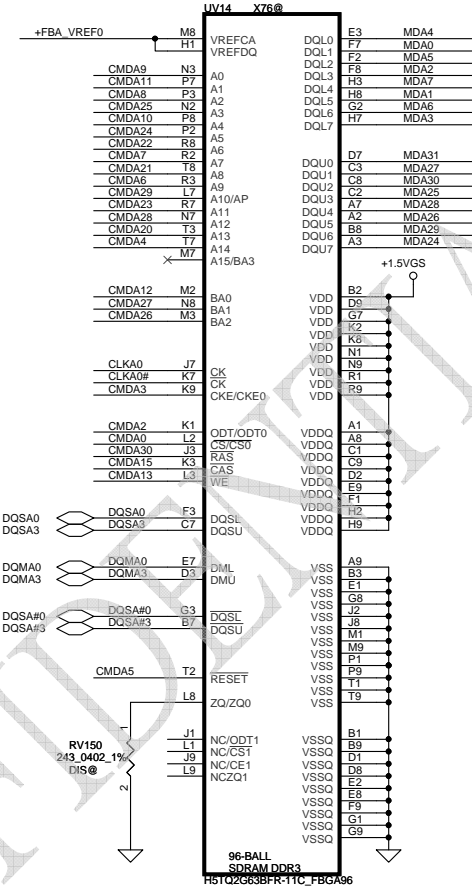 UV14 X76@
+FBA_VREF0 M8 VREFCA
H1 VREFDQ
CMDA9 N3 A0
CMDA11 P7 A1
CMDA8 P3 A2
CMDA25 N2 A3
CMDA10 P8 A4
CMDA24 P2 A5
CMDA22 R8 A6
CMDA7 R2 A7
CMDA21 T8 A8
CMDA6 R3 A9
CMDA29 L7 A10/AP
CMDA23 R7 A11
CMDA28 N7 A12
CMDA20 T3 A13
CMDA4 T7 A14
M7 A15/BA3
CMDA12 M2 BA0
CMDA27 N8 BA1
CMDA26 M3 BA2
CLKA0 J7 CK
CLKA0# K7 CK
CMDA3 K9 CKE/CKE0
CMDA2 K1 ODT/ODT0
CMDA0 L2 CS/CS0
CMDA30 J3 RAS
CMDA15 K3 CAS
CMDA13 L3 WE
DQSA0 DQSA0 F3 DQSL
DQSA3 DQSA3 C7 DQSU
DQMA0 DQMA0 E7 DML
DQMA3 DQMA3 D3 DMU
DQSA#0 DQSA#0 G3 DQSL
DQSA#3 DQSA#3 B7 DQSU
CMDA5 T2 RESET
L8 ZQ/ZQ0
1
RV150
243_0402_1%
DIS@
2
J1 NC/ODT1
L1 NC/CS1
J9 NC/CE1
L9 NCZQ1
DQL0 E3 MDA4
DQL1 F7 MDA0
DQL2 F2 MDA5
DQL3 F8 MDA2
DQL4 H3 MDA7
DQL5 H8 MDA1
DQL6 G2 MDA6
DQL7 H7 MDA3
DQU0 D7 MDA31
DQU1 C3 MDA27
DQU2 C8 MDA30
DQU3 C2 MDA25
DQU4 A7 MDA28
DQU5 A2 MDA26
DQU6 B8 MDA29
DQU7 A3 MDA24
+1.5VGS
VDD B2
VDD D9
VDD G7
VDD K2
VDD K8
VDD N1
VDD N9
VDD R1
VDD R9
VDDQ A1
VDDQ A8
VDDQ C1
VDDQ C9
VDDQ D2
VDDQ E9
VDDQ F1
VDDQ H2
VDDQ H9
VSS A9
VSS B3
VSS E1
VSS G8
VSS J2
VSS J8
VSS M1
VSS M9
VSS P1
VSS P9
VSS T1
VSS T9
VSSQ B1
VSSQ B9
VSSQ D1
VSSQ D8
VSSQ E2
VSSQ E8
VSSQ F9
VSSQ G1
VSSQ G9
96-BALL
SDRAM DDR3
H5TQ2G63BFR-11C_FBGA96
FIDENTIA